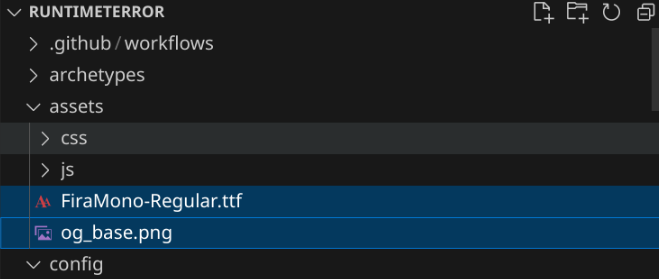 RUNTIMETERROR
.github/workflows
archetypes
assets
css
js
FiraMono-Regular.ttf
og_base.png
config